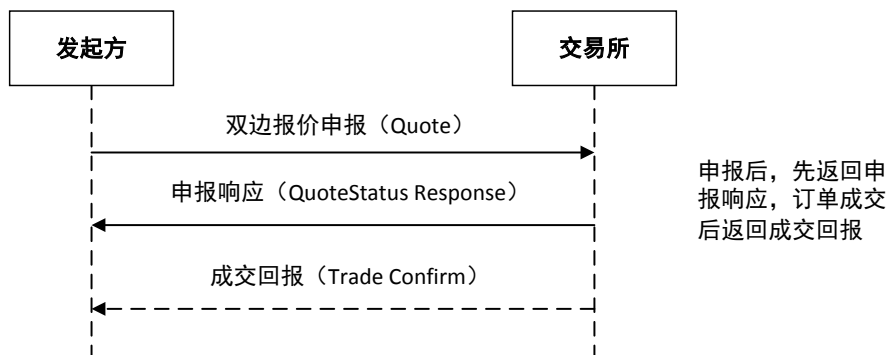 发起方
交易所
双边报价申报（Quote）
申报响应（QuoteStatus Response）
成交回报（Trade Confirm）
申报后，先返回申
报响应，订单成交
后返回成交回报